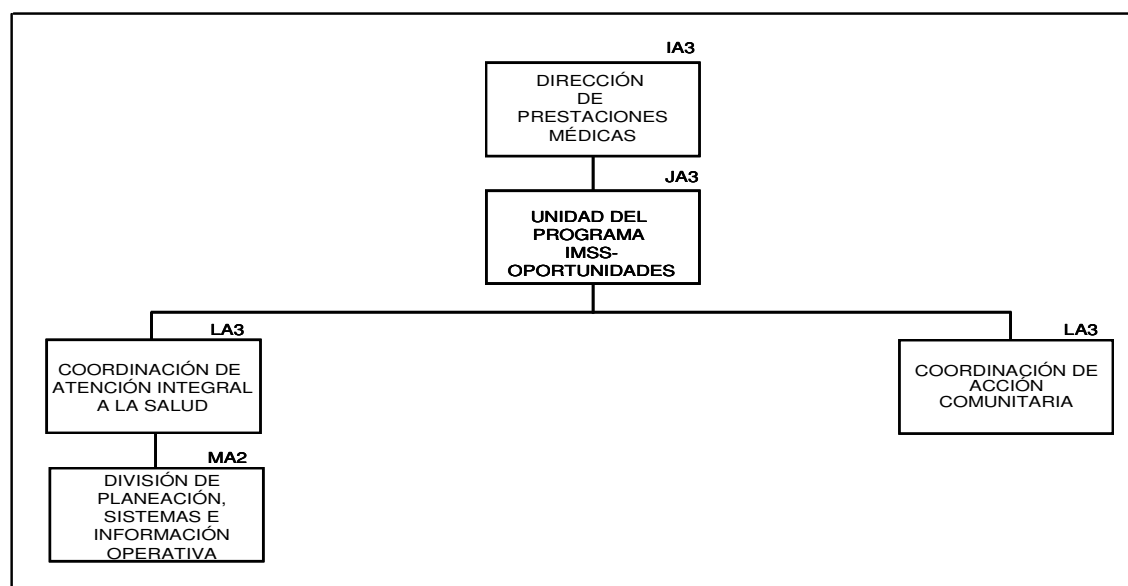 IA3
DIRECCIÓN
DE
PRESTACIONES
MÉDICAS
JA3
UNIDAD DEL
PROGRAMA
IMSS-
OPORTUNIDADES
LA3
COORDINACIÓN DE
ATENCIÓN INTEGRAL
A LA SALUD
LA3
COORDINACIÓN DE
ACCIÓN
COMUNITARIA
MA2
DIVISIÓN DE
PLANEACIÓN,
SISTEMAS E
INFORMACIÓN
OPERATIVA